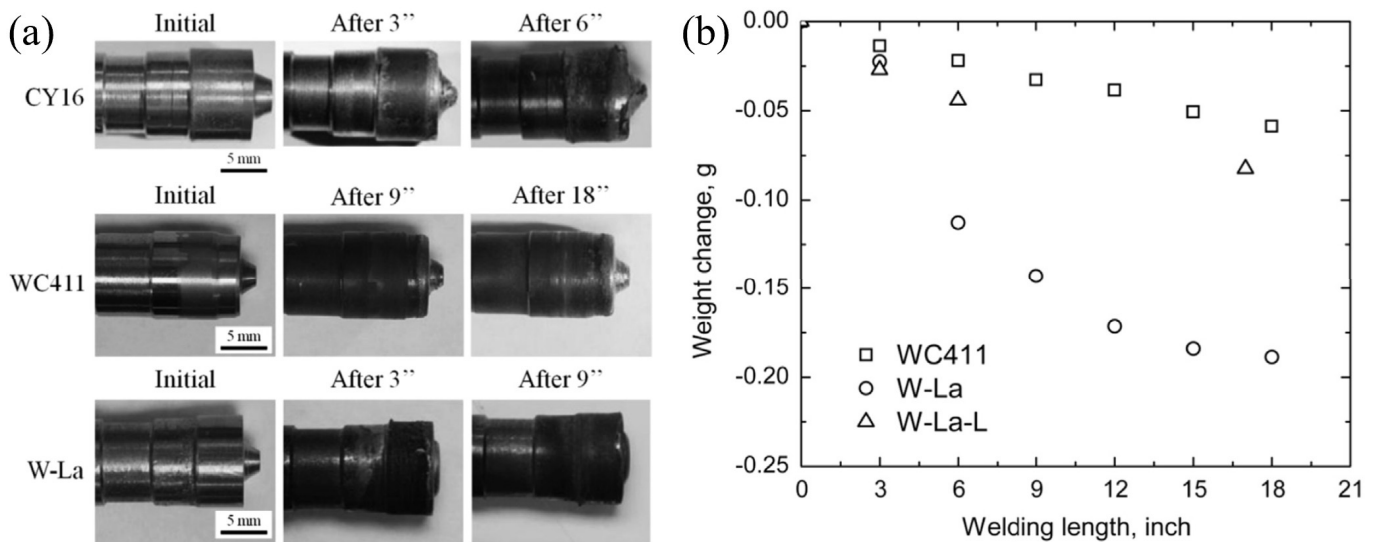 (a)
Initial After 3’’ After 6’’
CY16
5 mm
Initial After 9’’ After 18’’
WC411
5 mm
Initial After 3’’ After 9’’
W-La
5 mm
(b)
0.00
-0.05
-0.10
-0.15
-0.20
-0.25
Weight change, g
WC411
W-La
W-La-L
0 3 6 9 12 15 18 21
Welding length, inch